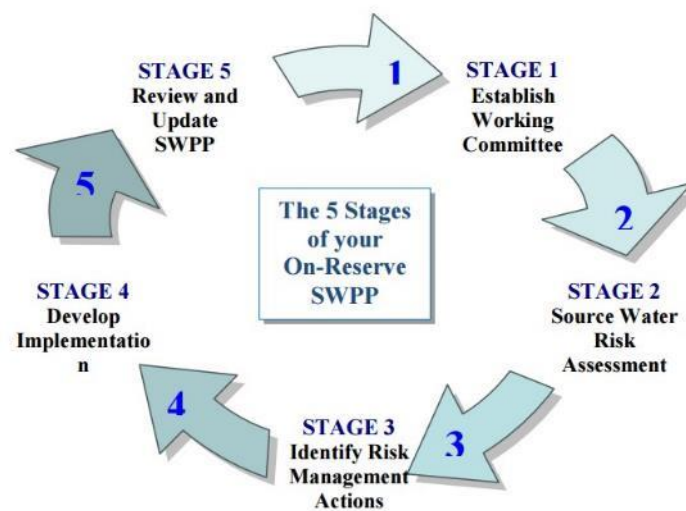 STAGE 5
Review and
Update
SWPP
1
STAGE 1
Establish
Working
Committee
2
STAGE 2
Source Water
Risk
Assessment
3
STAGE 3
Identify Risk
Management
Actions
4
STAGE 4
Develop
Implementatio
n
5
The 5 Stages
of your
On-Reserve
SWPP